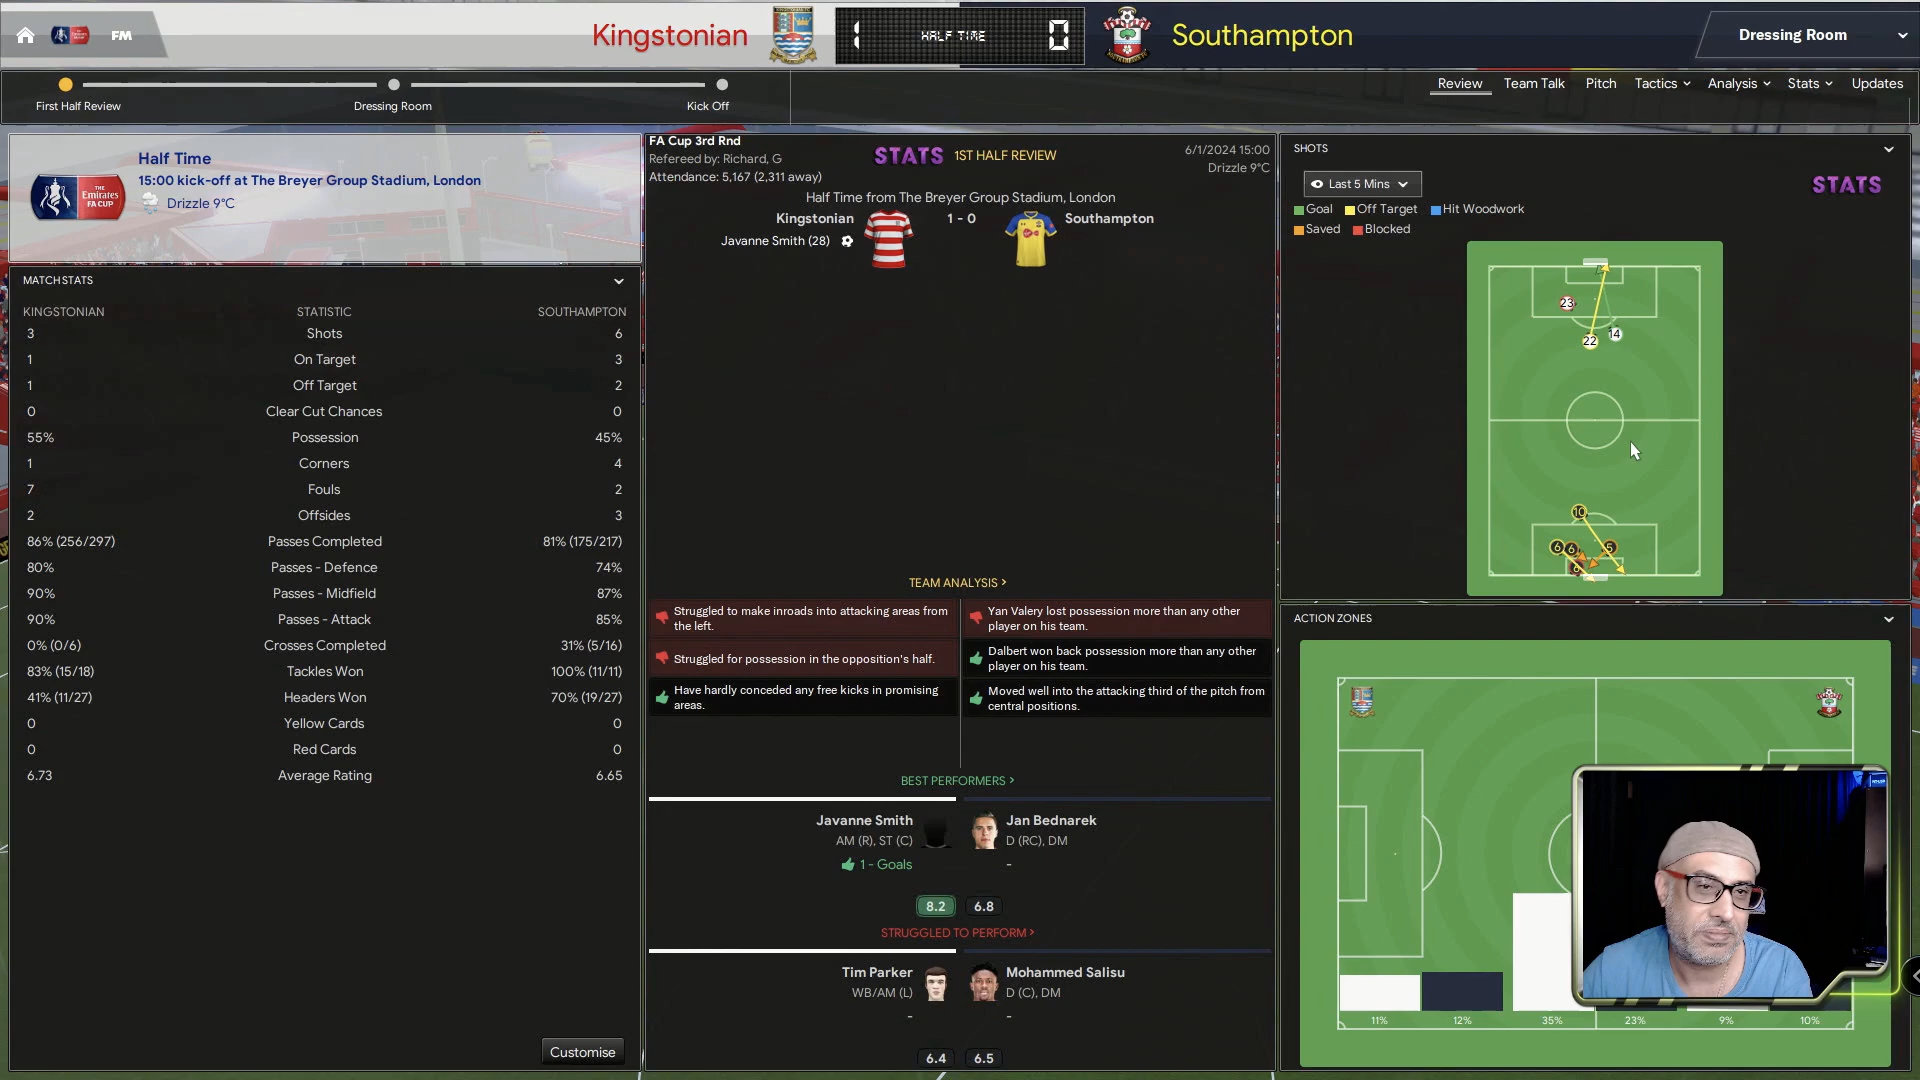 FM
Kingstonian
1
HALF TIME
0
Southampton
Dressing Room
First Half Review
Dressing Room
Kick Off
Review
Team Talk
Pitch
Tactics
Analysis
Stats
Updates
Half Time
15:00 kick-off at The Breyer Group Stadium, London
Drizzle 9°C
THE
Emirates
FA CUP
MATCH STATS
KINGSTONIAN STATISTIC SOUTHAMPTON
3 Shots 6
1 On Target 3
1 Off Target 2
0 Clear Cut Chances 0
55% Possession 45%
1 Corners 4
7 Fouls 2
2 Offsides 3
86% (256/297) Passes Completed 81% (175/217)
80% Passes - Defence 74%
90% Passes - Midfield 87%
90% Passes - Attack 85%
0% (0/6) Crosses Completed 31% (5/16)
83% (15/18) Tackles Won 100% (11/11)
41% (11/27) Headers Won 70% (19/27)
0 Yellow Cards 0
0 Red Cards 0
6.73 Average Rating 6.65
Customise
FA Cup 3rd Rnd
Refereed by: Richard, G
Attendance: 5,167 (2,311 away)
STATS 1ST HALF REVIEW
6/1/2024 15:00
Drizzle 9°C
Half Time from The Breyer Group Stadium, London
Kingstonian 1 - 0 Southampton
Javanne Smith (28)
TEAM ANALYSIS >
Struggled to make inroads into attacking areas from
the left.
Struggled for possession in the opposition's half.
Have hardly conceded any free kicks in promising
areas.
Yan Valery lost possession more than any other
player on his team.
Dalbert won back possession more than any other
player on his team.
Moved well into the attacking third of the pitch from
central positions.
BEST PERFORMERS >
Javanne Smith
AM (R), ST (C)
1 - Goals
8.2
Jan Bednarek
D (RC), DM
-
6.8
STRUGGLED TO PERFORM >
Tim Parker
WB/AM (L)
-
6.4
Mohammed Salisu
D (C), DM
-
6.5
SHOTS
Last 5 Mins
STATS
Goal Off Target Hit Woodwork
Saved Blocked
23
22
14
10
6
6
5
6
ACTION ZONES
11% 12% 35% 23% 9% 10%